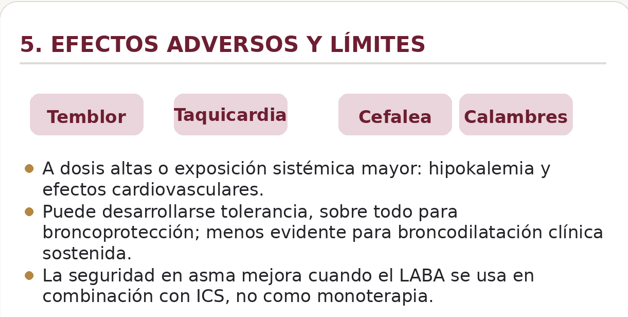 5. EFECTOS ADVERSOS Y LÍMITES
Temblor Taquicardia Cefalea Calambres
A dosis altas o exposición sistémica mayor: hipokalemia y
efectos cardiovasculares.
Puede desarrollarse tolerancia, sobre todo para
broncoprotección; menos evidente para broncodilatación clínica
sostenida.
La seguridad en asma mejora cuando el LABA se usa en
combinación con ICS, no como monoterapia.